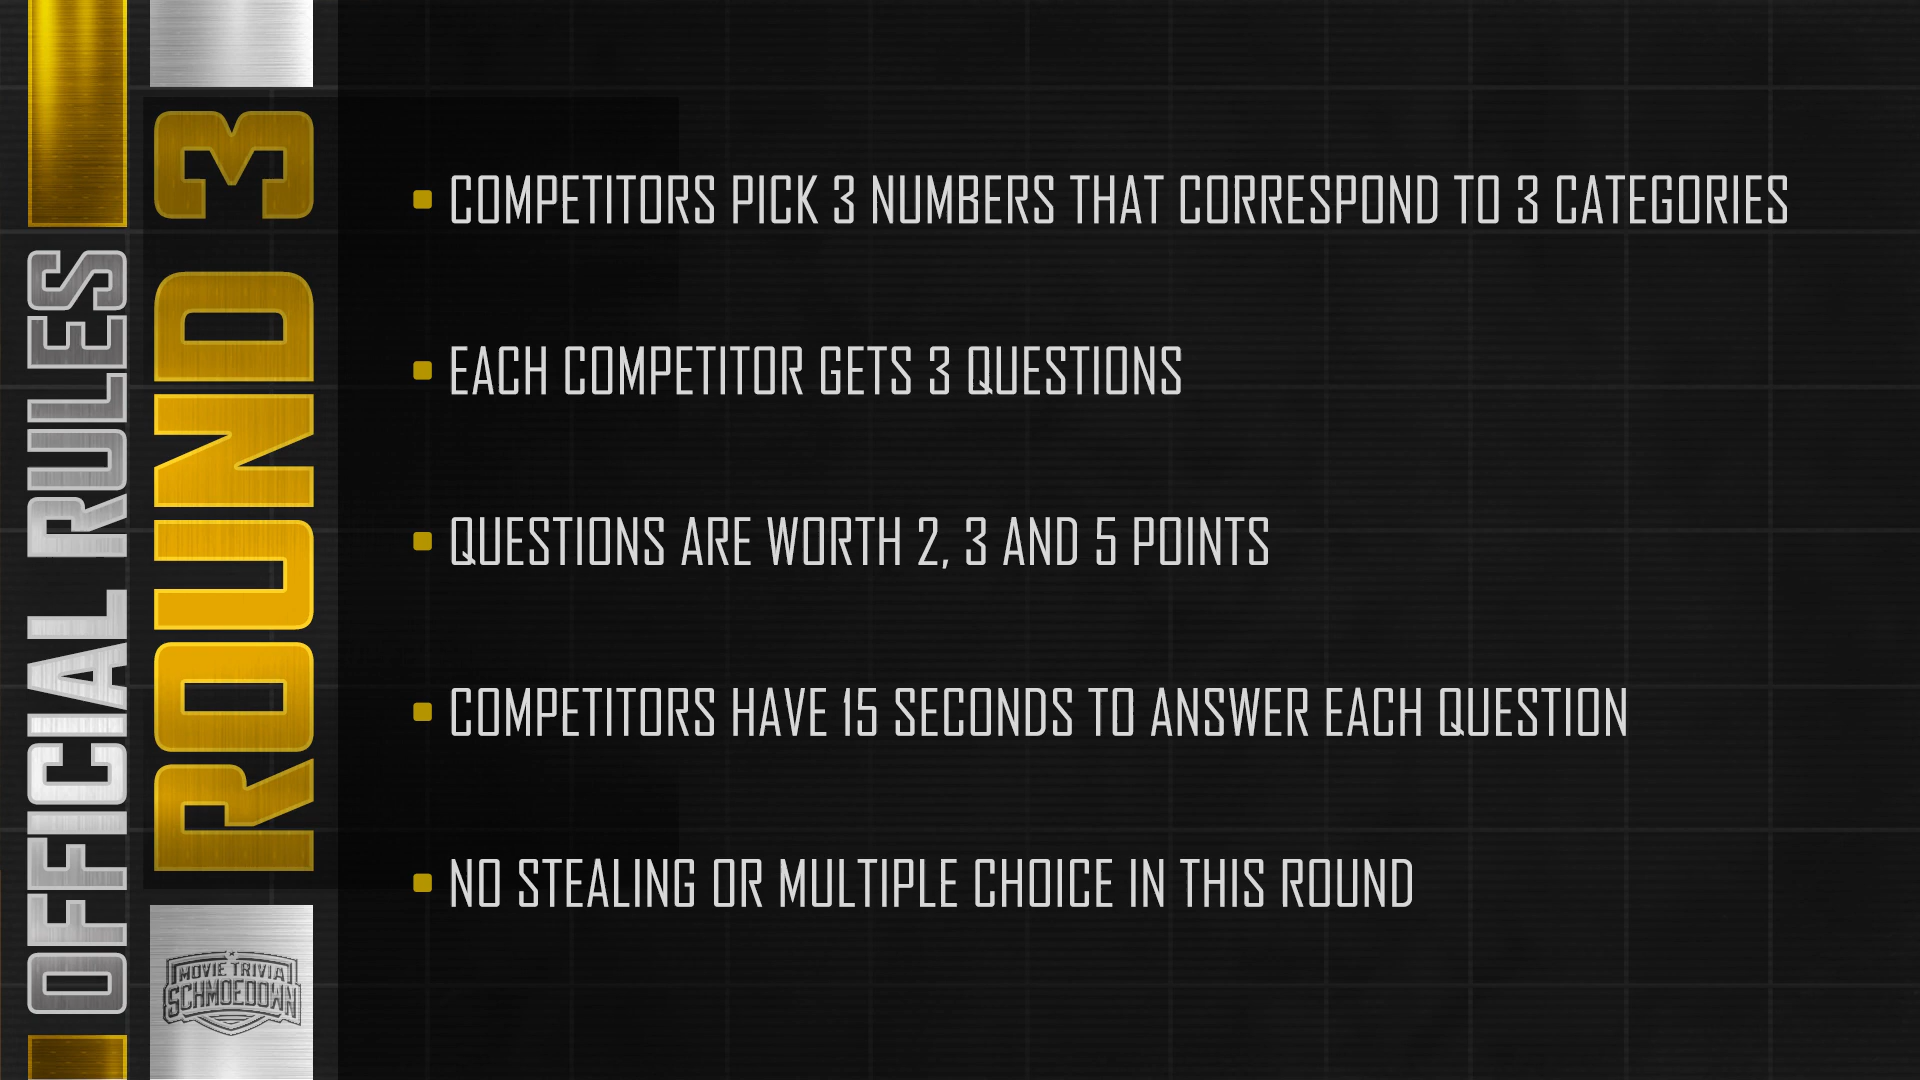 OFFICIAL RULES
ROUND 3
COMPETITORS PICK 3 NUMBERS THAT CORRESPOND TO 3 CATEGORIES
EACH COMPETITOR GETS 3 QUESTIONS
QUESTIONS ARE WORTH 2, 3 AND 5 POINTS
COMPETITORS HAVE 15 SECONDS TO ANSWER EACH QUESTION
NO STEALING OR MULTIPLE CHOICE IN THIS ROUND
MOVIE TRIVIA
SCHMOEDOWN